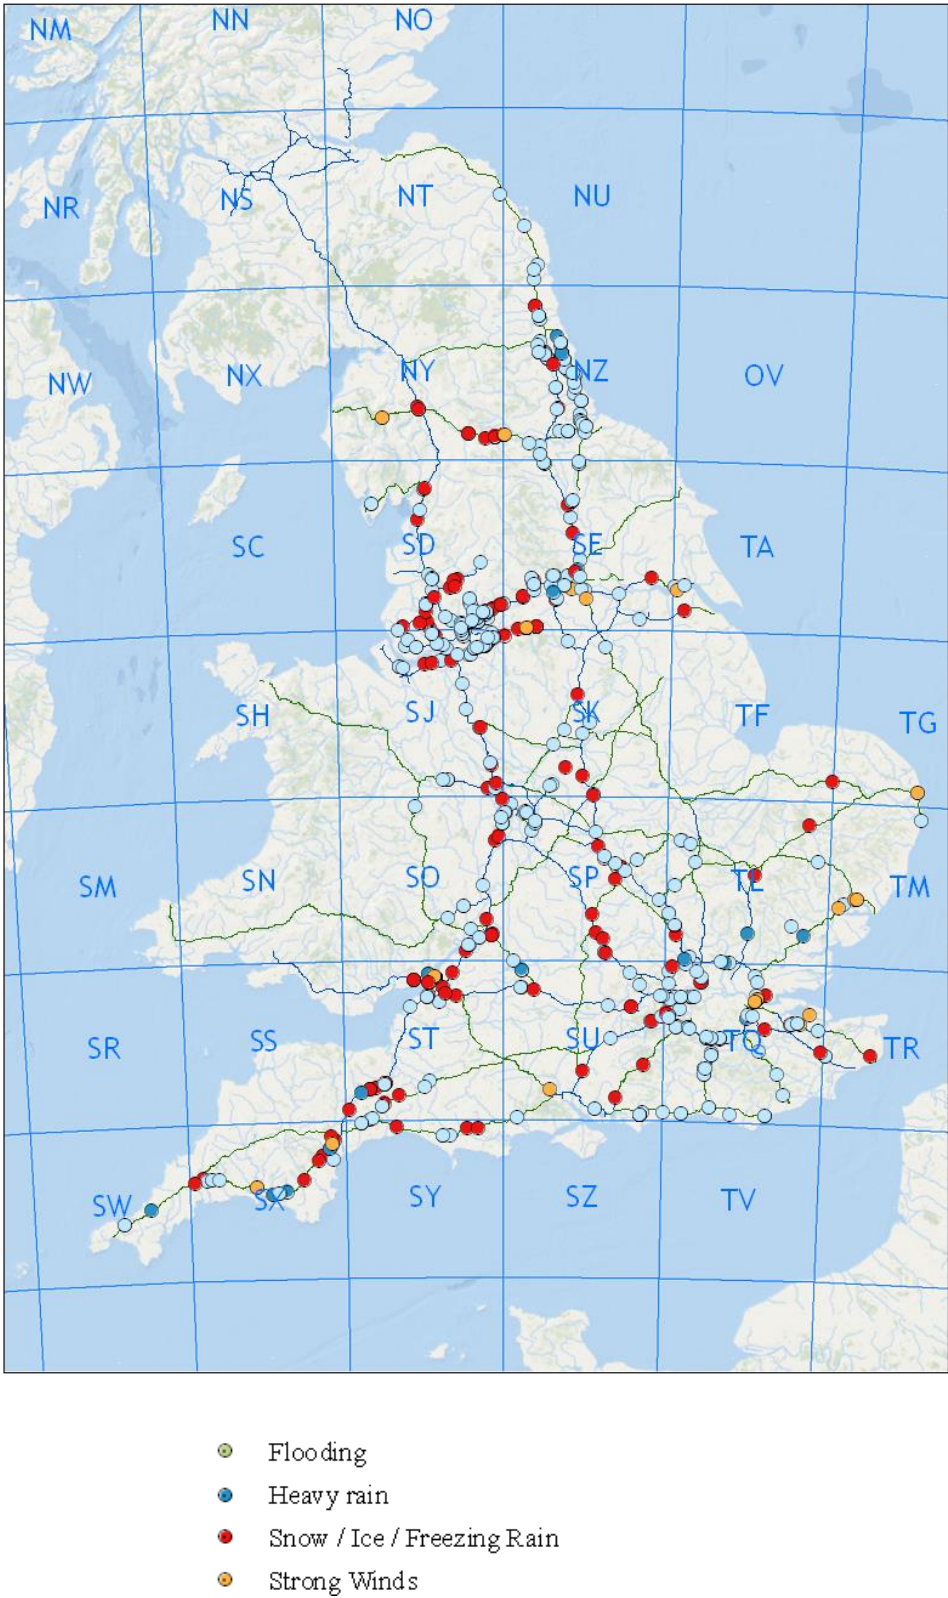 NM NN NO
NR NS NT NU
NW NX NY NZ OV
SC SD SE TA
SH SJ SK TF TG
SM SN SO SP TL TM
SR SS ST SU TQ TR
SW SX SY SZ TV
Flooding
Heavy rain
Snow / Ice / Freezing Rain
Strong Winds